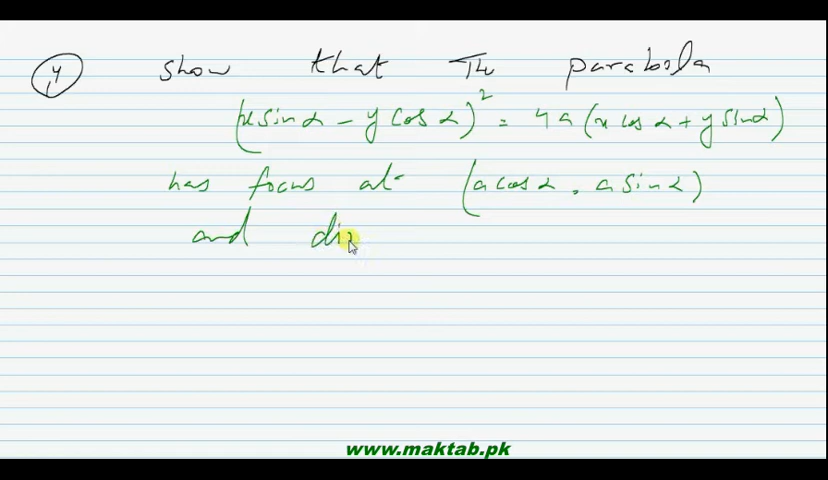 4 show that the parabola
(x sin α - y cos α)² = 4a (x cos α + y sin α)
has focus at (a cos α, a sin α)
and di
www.maktab.pk